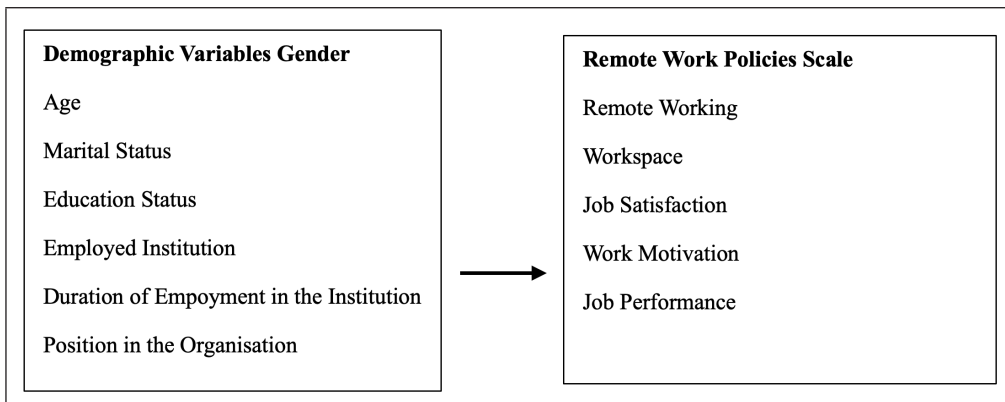 Demographic Variables Gender
Age
Marital Status
Education Status
Employed Institution
Duration of Empoyment in the Institution
Position in the Organisation
Remote Work Policies Scale
Remote Working
Workspace
Job Satisfaction
Work Motivation
Job Performance